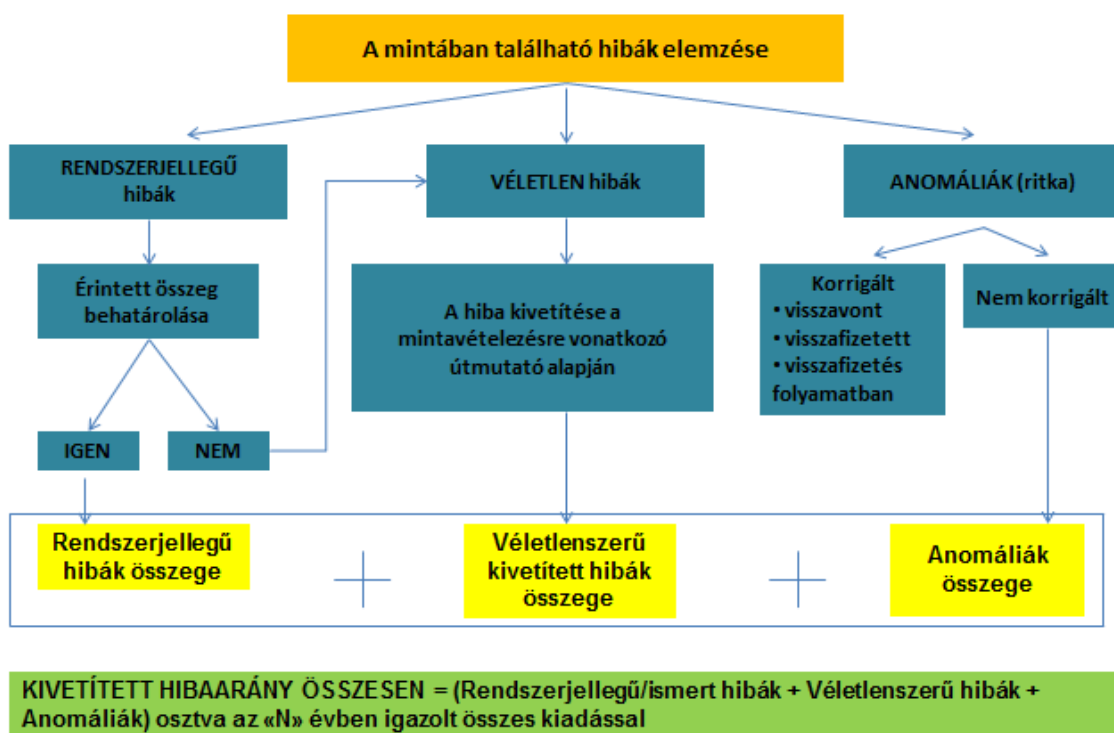 A mintában található hibák elemzése
RENDSZERJELLEGŰ
hibák
VÉLETLEN hibák
ANOMÁLIÁK (ritka)
Érintett összeg
behatárolása
A hiba kivetítése a
mintavételezésre vonatkozó
útmutató alapján
Korrigált
• visszavont
• visszafizetett
• visszafizetés
folyamatban
Nem korrigált
IGEN
NEM
Rendszerjellegű
hibák összege
Véletlenszerű
kivetített hibák
összege
Anomáliák
összege
KIVETÍTETT HIBAARÁNY ÖSSZESEN = (Rendszerjellegű/ismert hibák + Véletlenszerű hibák +
Anomáliák) osztva az «N» évben igazolt összes kiadással